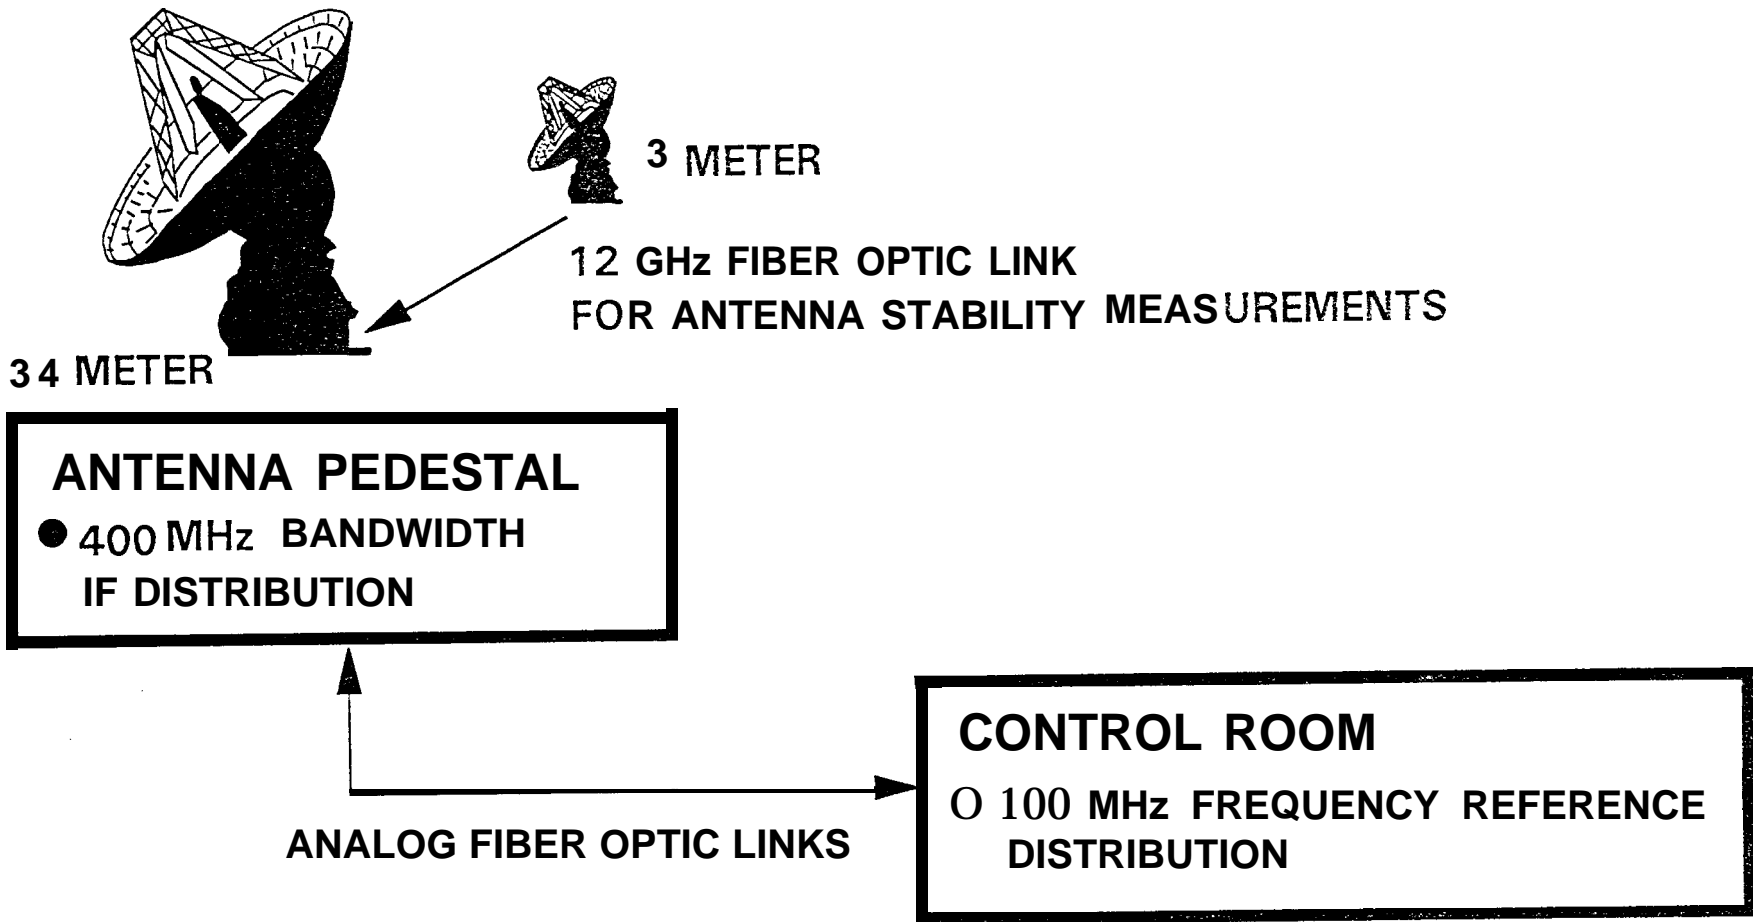 3 METER
12 GHz FIBER OPTIC LINK
FOR ANTENNA STABILITY MEASUREMENTS
34 METER
ANTENNA PEDESTAL
● 400 MHz BANDWIDTH
IF DISTRIBUTION
CONTROL ROOM
O 100 MHz FREQUENCY REFERENCE
DISTRIBUTION
ANALOG FIBER OPTIC LINKS